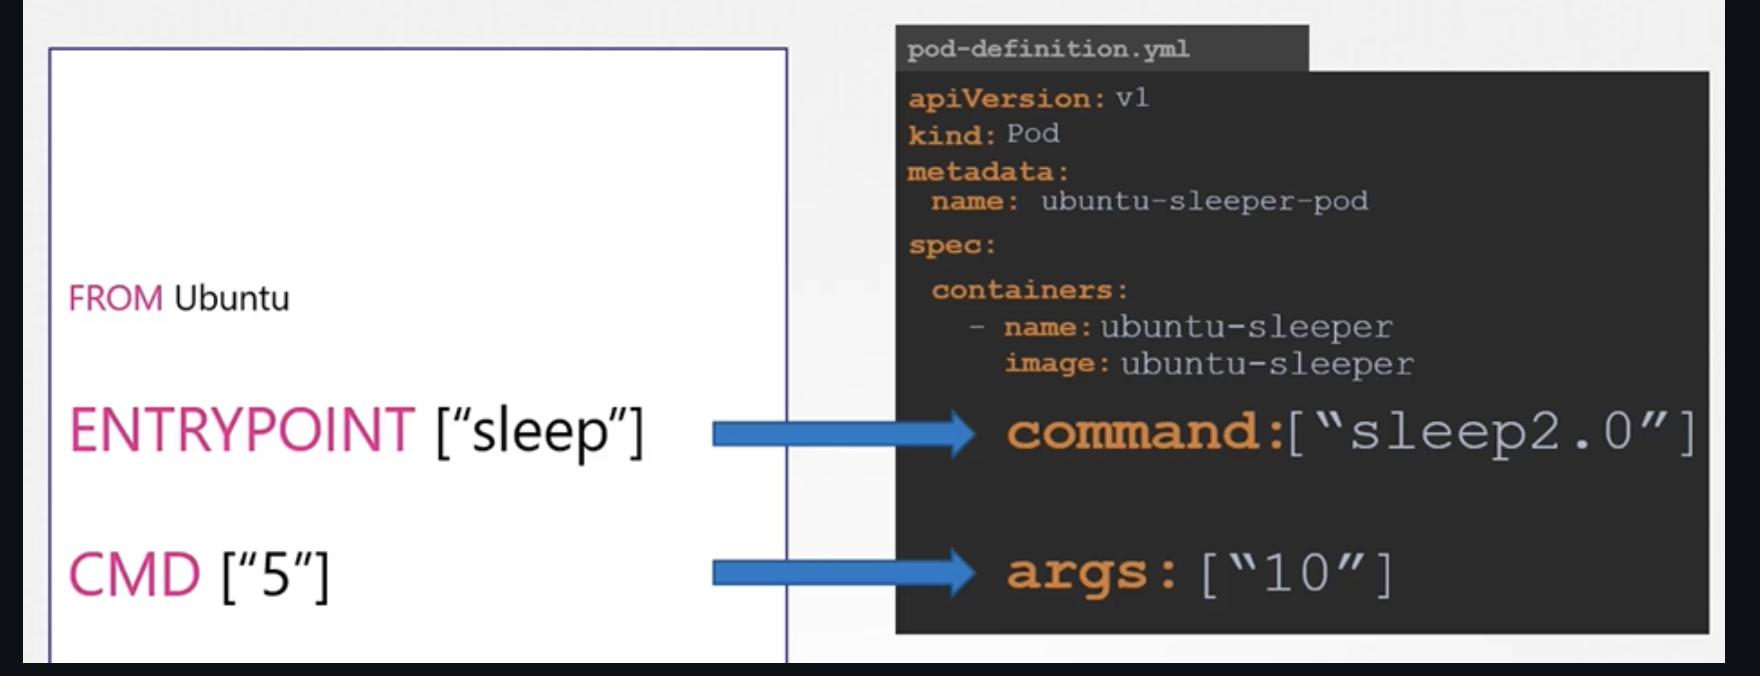 FROM Ubuntu
ENTRYPOINT [“sleep”]
CMD [“5”]
pod-definition.yml
apiVersion: v1
kind: Pod
metadata:
name: ubuntu-sleeper-pod
spec:
containers:
- name: ubuntu-sleeper
image: ubuntu-sleeper
command:[“sleep2.0”]
args: [“10”]